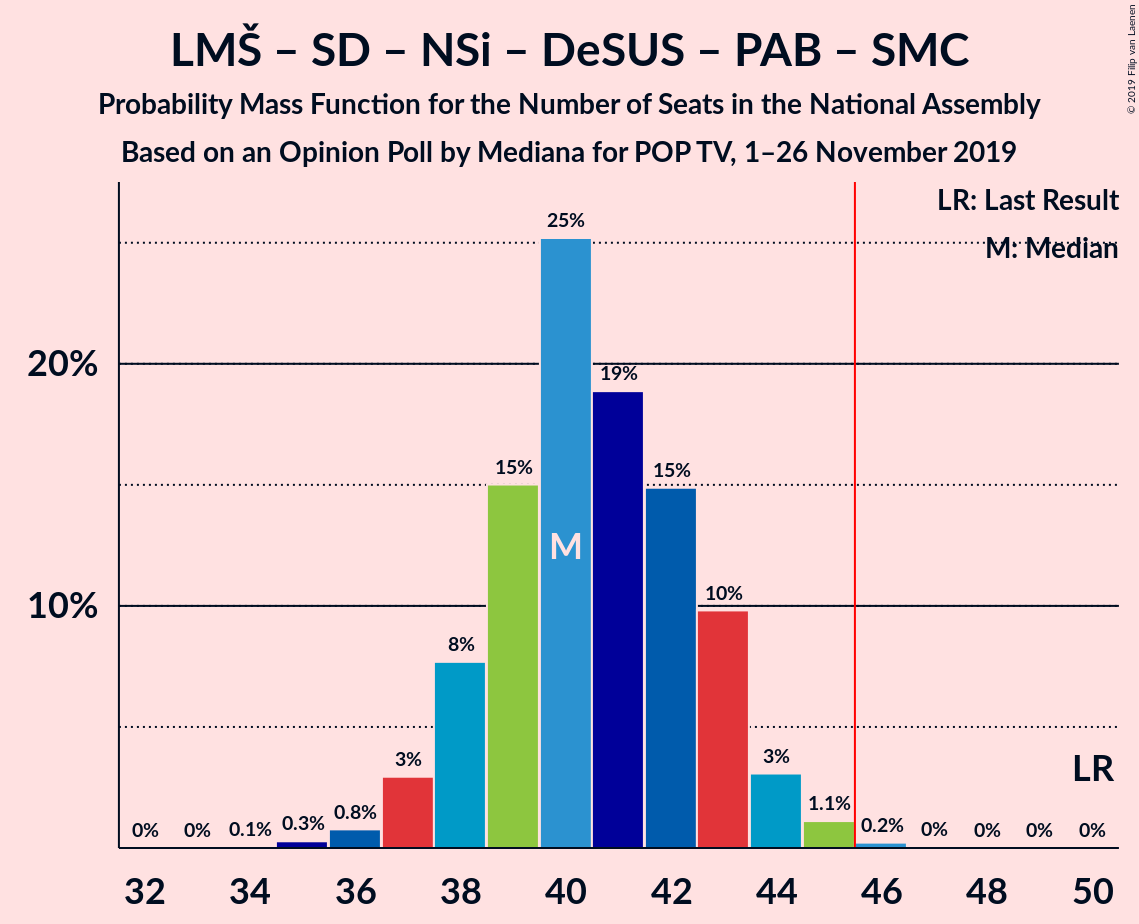 LMŠ – SD – NSi – DeSUS – PAB – SMC
Probability Mass Function for the Number of Seats in the National Assembly
Based on an Opinion Poll by Mediana for POP TV, 1–26 November 2019
© 2019 Filip van Laenen
LR: Last Result
M: Median
20%
10%
0%
0%
0.1%
0.3%
0.8%
3%
8%
15%
25%
19%
15%
10%
3%
1.1%
0.2%
0%
0%
0%
0%
M
LR
32 34 36 38 40 42 44 46 48 50